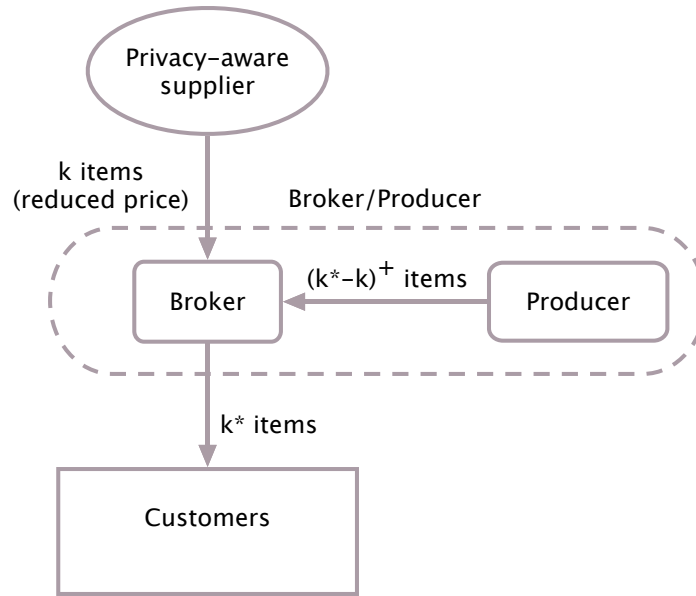 Privacy-aware
supplier
k items
(reduced price)
Broker/Producer
(k*-k)+ items
Broker
Producer
k* items
Customers